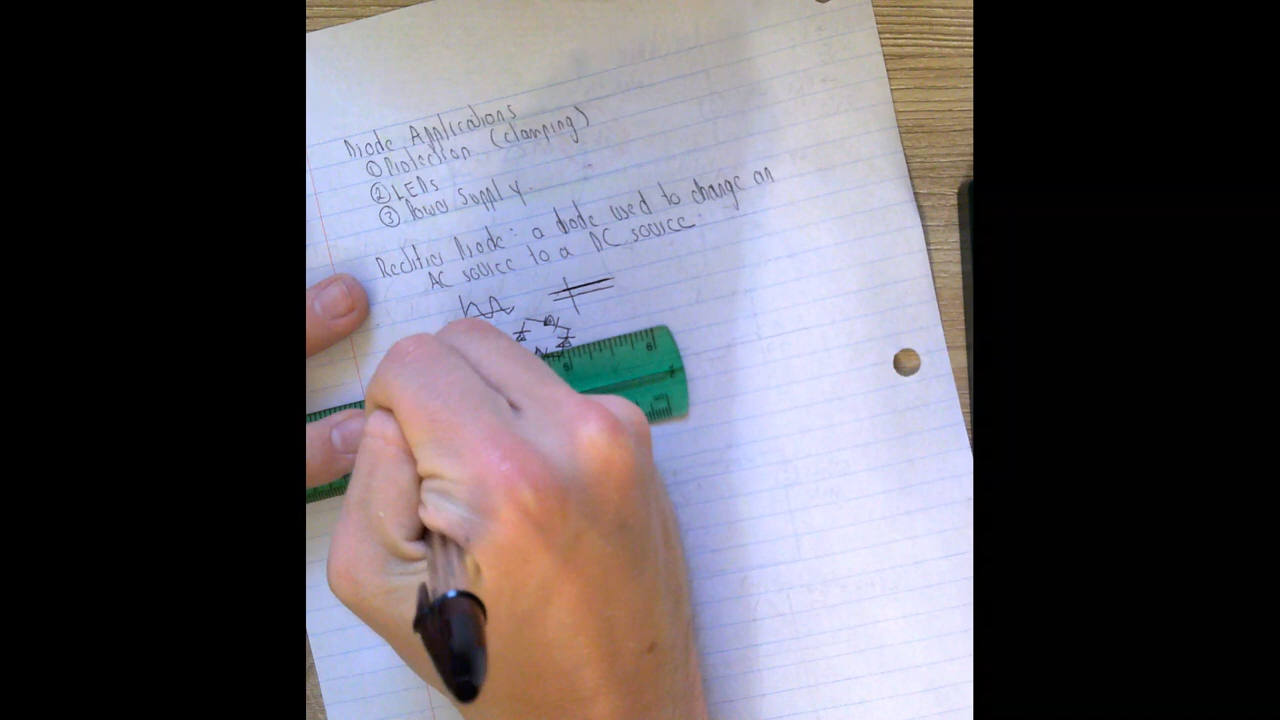 Diode Applications
① Protection (clamping)
② LEDs
③ Power Supply.
Rectifier Diode: a diode used to change an
AC source to a DC source.